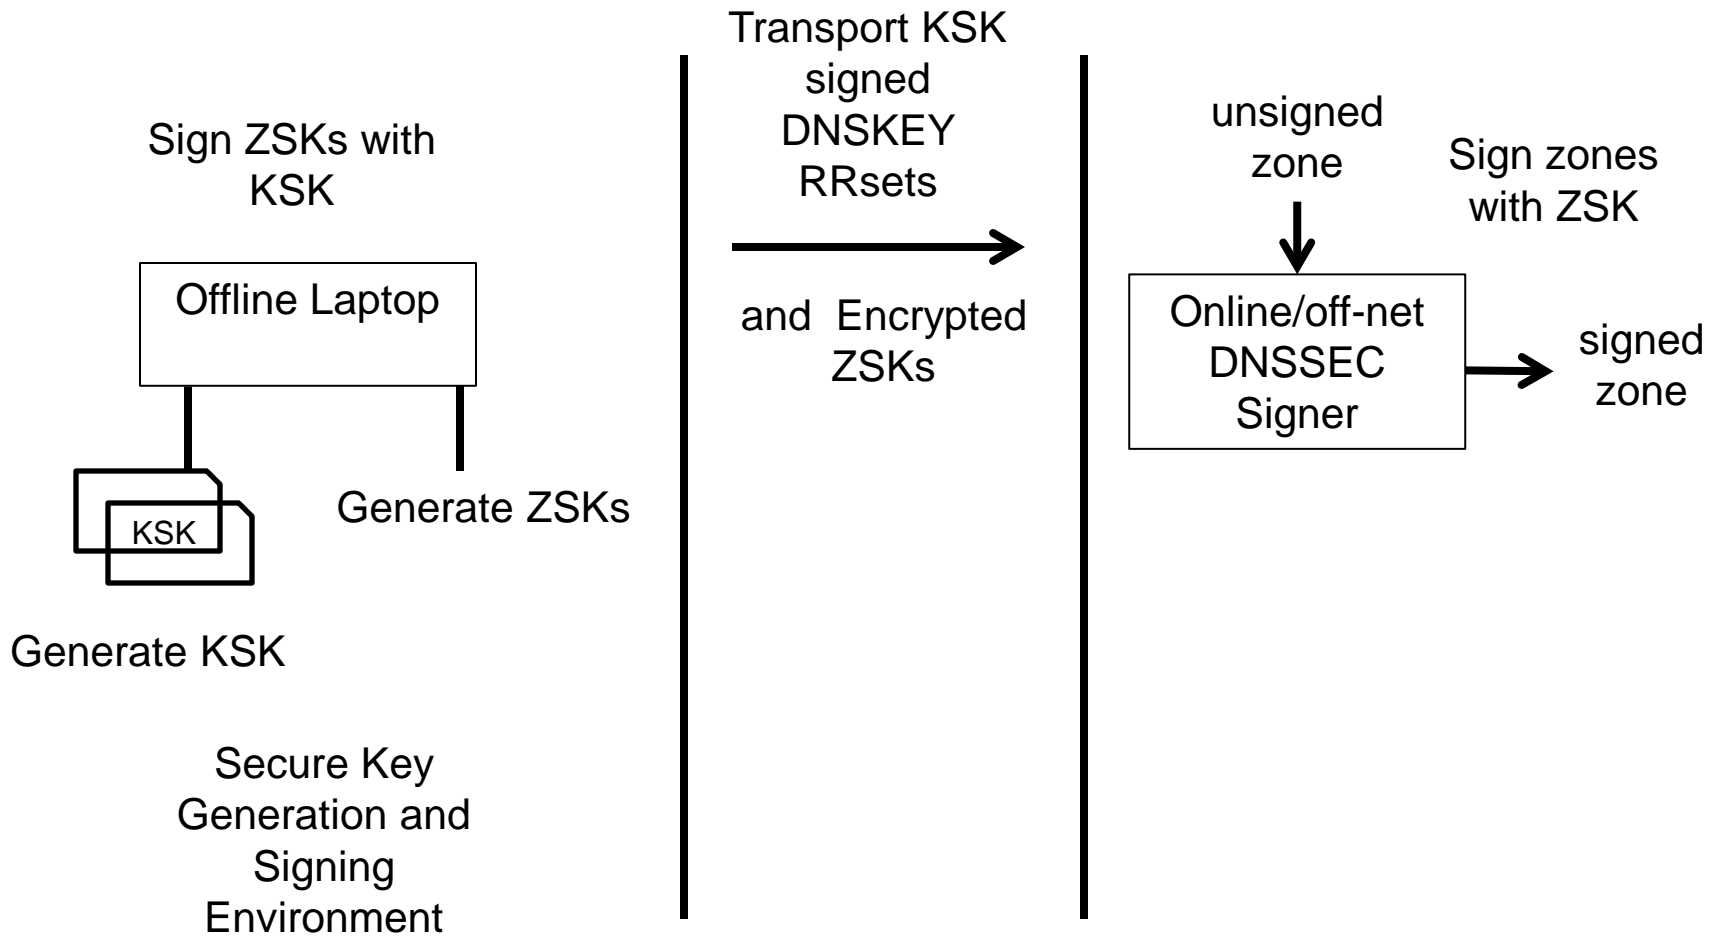 Sign ZSKs with
KSK
Offline Laptop
KSK
Generate ZSKs
Generate KSK
Secure Key
Generation and
Signing
Environment
Transport KSK
signed
DNSKEY
RRsets
and Encrypted
ZSKs
unsigned
zone
Sign zones
with ZSK
Online/off-net
DNSSEC
Signer
signed
zone